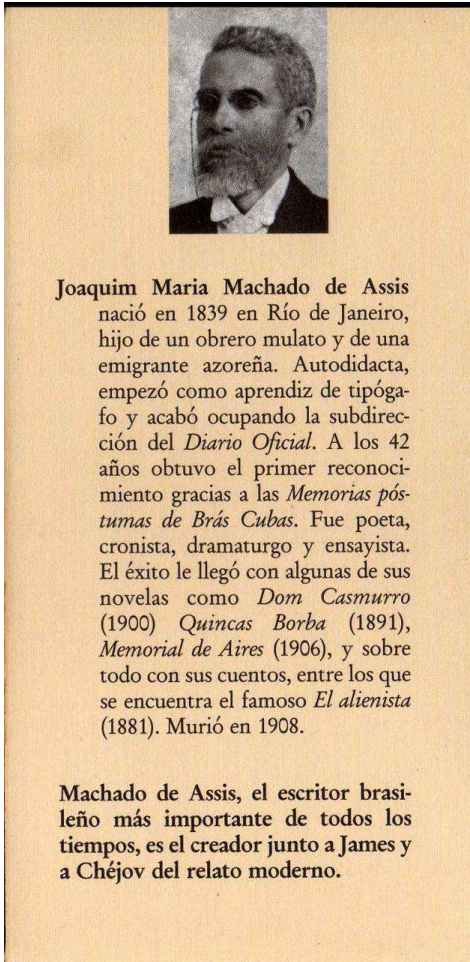 Joaquim Maria Machado de Assis
nació en 1839 en Río de Janeiro,
hijo de un obrero mulato y de una
emigrante azoreña. Autodidacta,
empezó como aprendiz de tipóga-
fo y acabó ocupando la subdirec-
ción del Diario Oficial. A los 42
años obtuvo el primer reconoci-
miento gracias a las Memorias pós-
tumas de Brás Cubas. Fue poeta,
cronista, dramaturgo y ensayista.
El éxito le llegó con algunas de sus
novelas como Dom Casmurro
(1900) Quincas Borba (1891),
Memorial de Aires (1906), y sobre
todo con sus cuentos, entre los que
se encuentra el famoso El alienista
(1881). Murió en 1908.
Machado de Assis, el escritor brasi-
leño más importante de todos los
tiempos, es el creador junto a James y
a Chéjov del relato moderno.